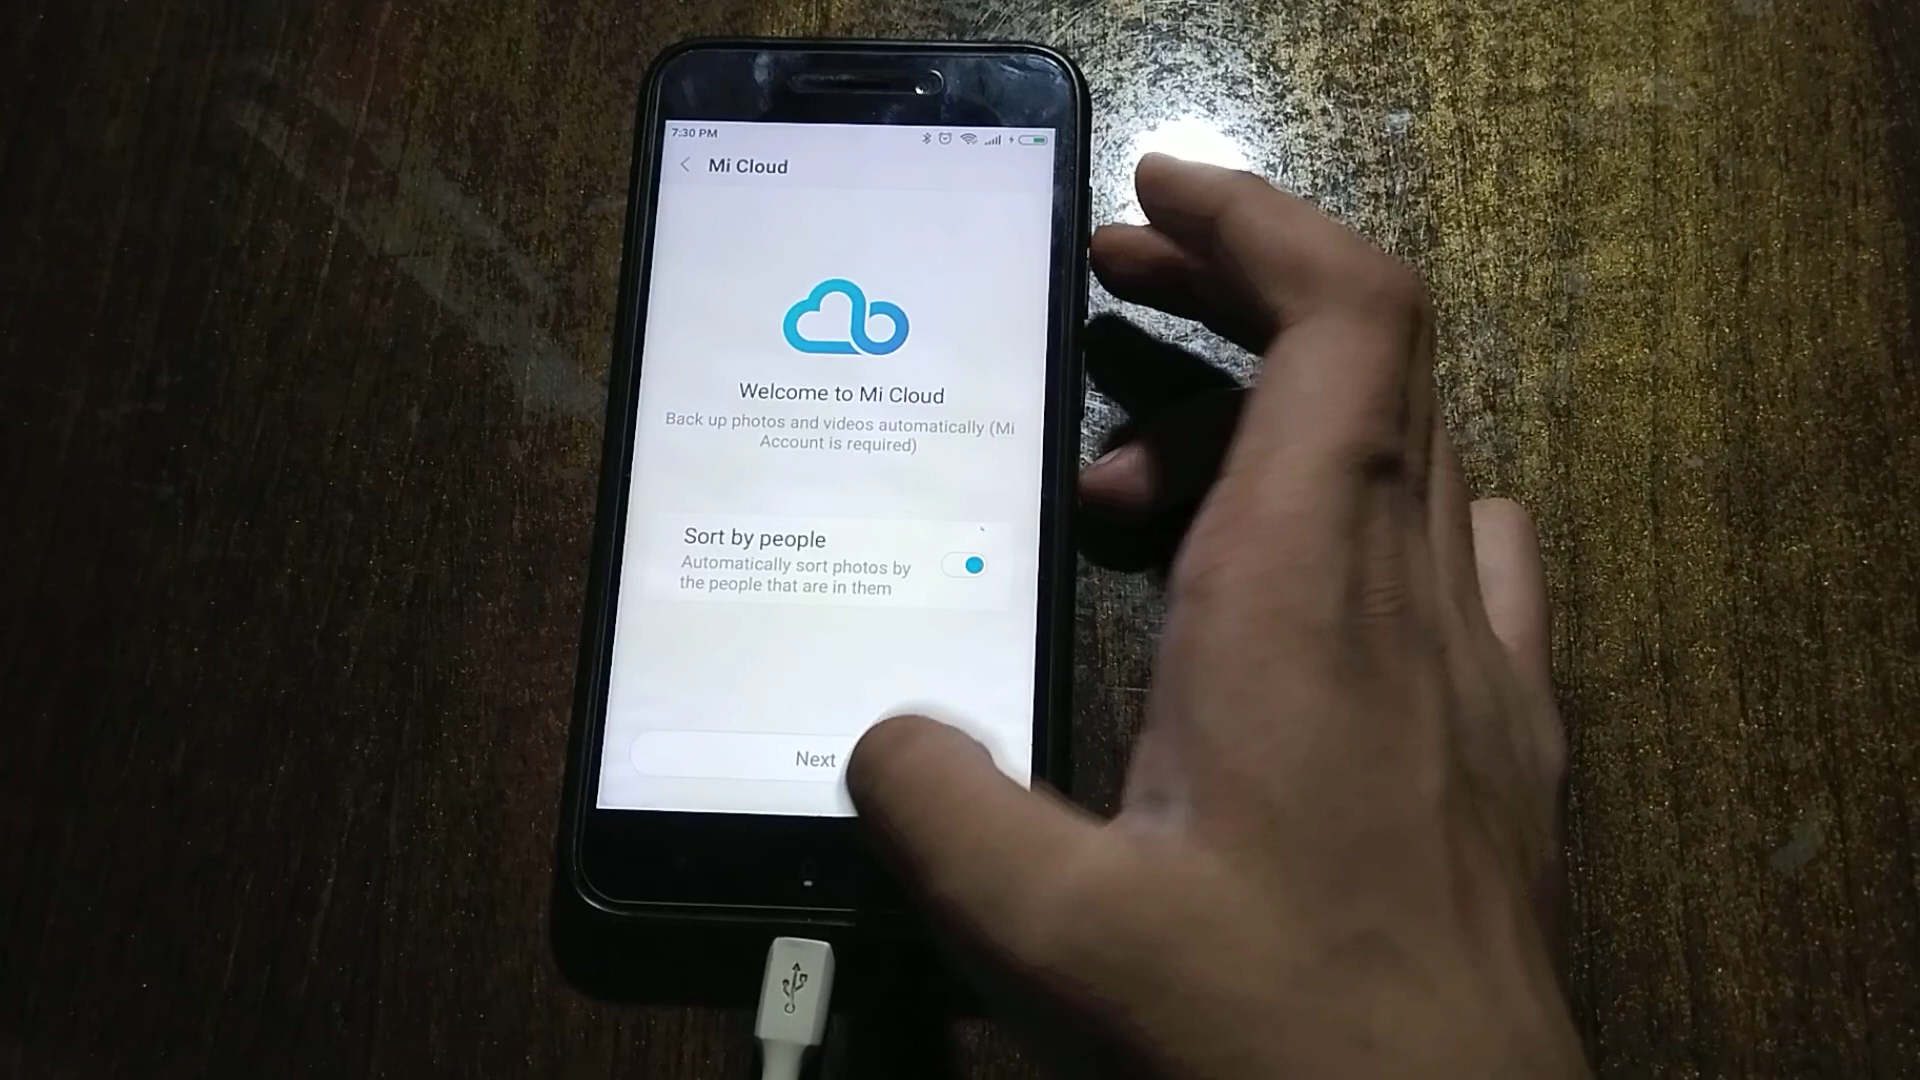 7:30 PM
Mi Cloud
Welcome to Mi Cloud
Back up photos and videos automatically (Mi
Account is required)
Sort by people
Automatically sort photos by
the people that are in them
Next